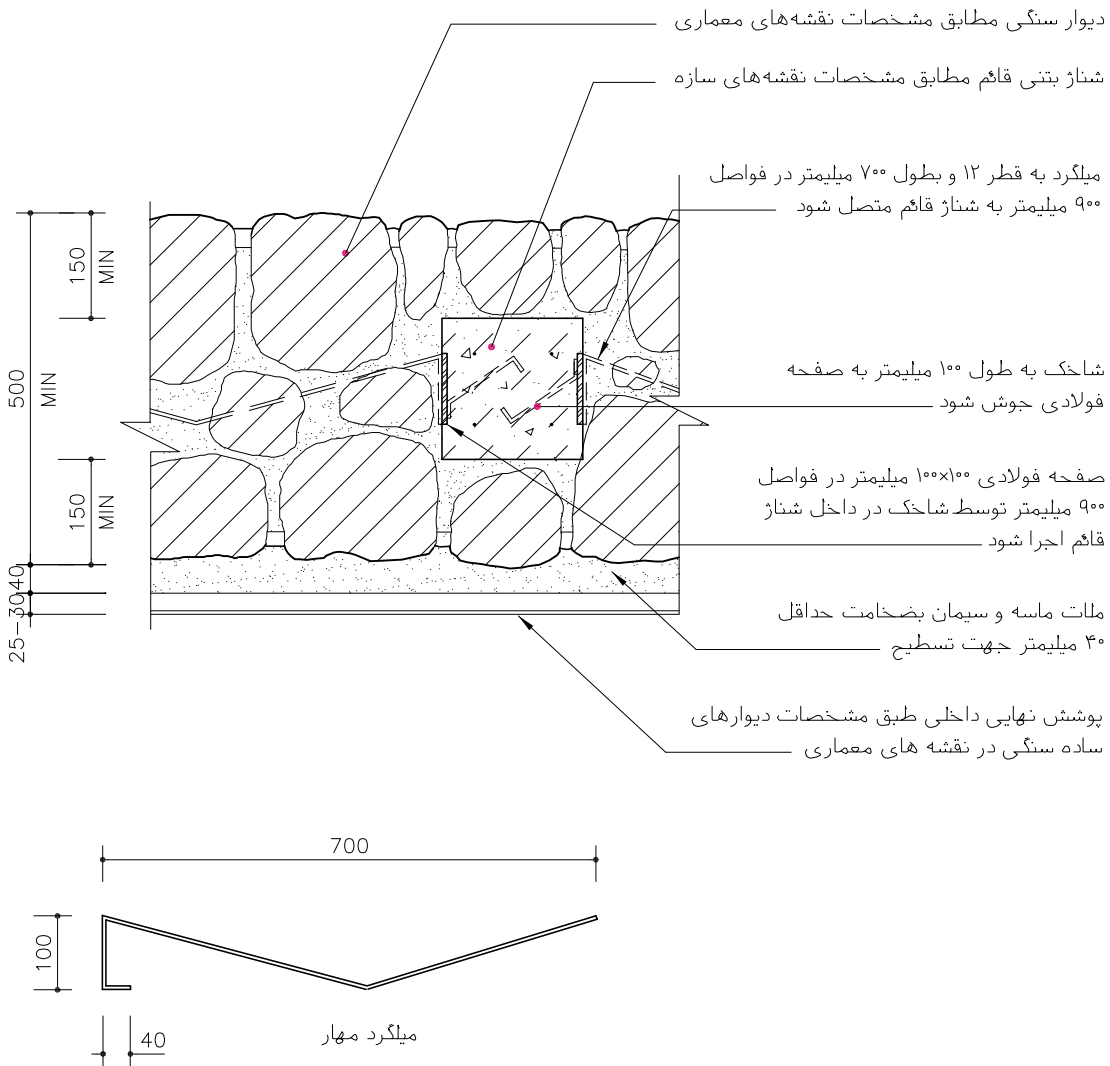 دیوار سنگی مطابق مشخصات نقشه‌های معماری
شناژ بتنی قائم مطابق مشخصات نقشه‌های سازه
میلگرد به قطر ۱۲ و بطول ۷۰۰ میلیمتر در فواصل
۹۰۰ میلیمتر به شناژ قائم متصل شود
شاخک به طول ۱۰۰ میلیمتر به صفحه
فولادی جوش شود
صفحه فولادی ۱۰۰×۱۰۰ میلیمتر در فواصل
۹۰۰ میلیمتر توسط شاخک در داخل شناژ
قائم اجرا شود
ملات ماسه و سیمان بضخامت حداقل
۴۰ میلیمتر جهت تسطیح
پوشش نهایی داخلی طبق مشخصات دیوارهای
ساده سنگی در نقشه های معماری
150
MIN
500
MIN
150
MIN
40
25-30
700
100
40
میلگرد مهار